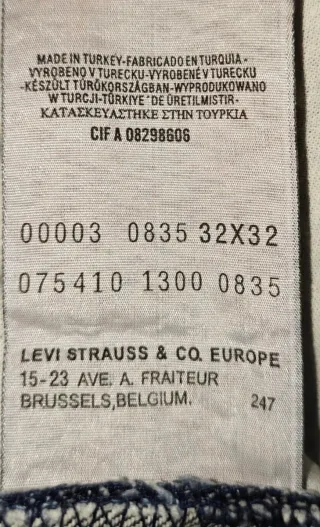 MADE IN TURKEY-FABRICADO EN TURQUIA-
VYROBENO V TURECKU-VYROBENÉ V TURECKU
-KÉSZÜLT TÖRÖKORSZÁGBAN-WYPRODUKOWANO
W TURCJI-TÜRKIYE'DE ÜRETILMISTIR-
ΚΑΤΑΣΚΕΥΑΣΤΗΚΕ ΣΤΗΝ ΤΟΥΡΚΙΑ
CIF A 08298606
00003 0835 32X32
075410 1300 0835
LEVI STRAUSS & CO. EUROPE
15-23 AVE. A. FRAITEUR
BRUSSELS,BELGIUM. 247